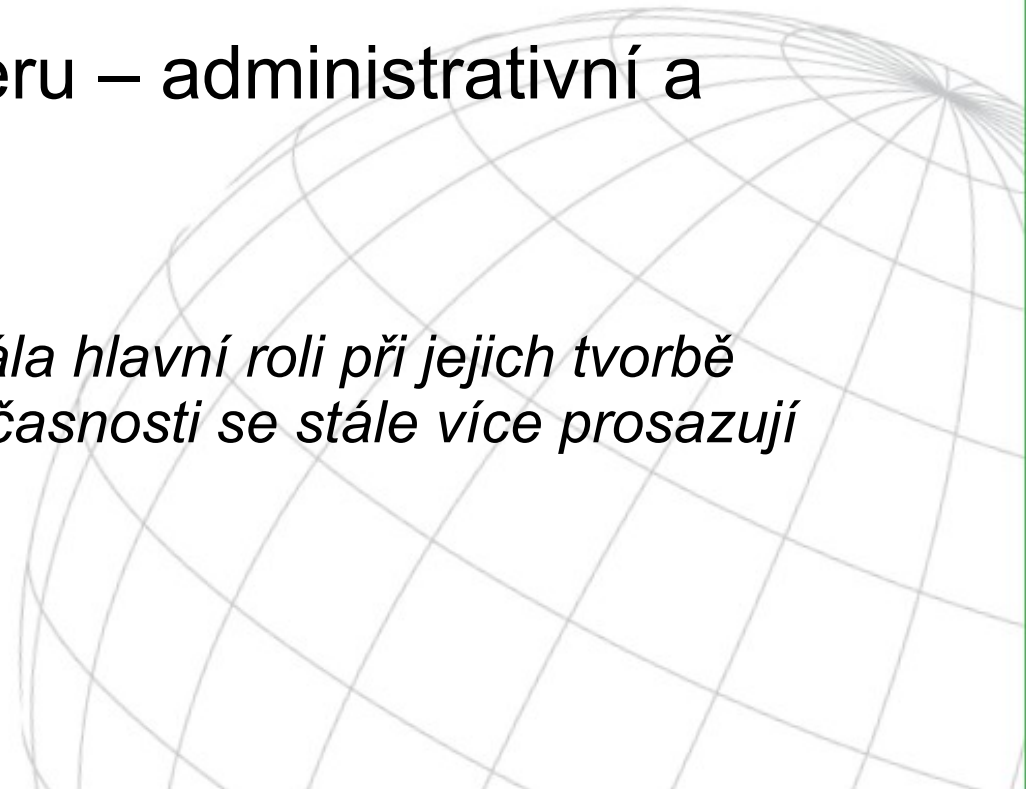 eru – administrativní a
ála hlavní roli při jejich tvorbě
časnosti se stále více prosazují